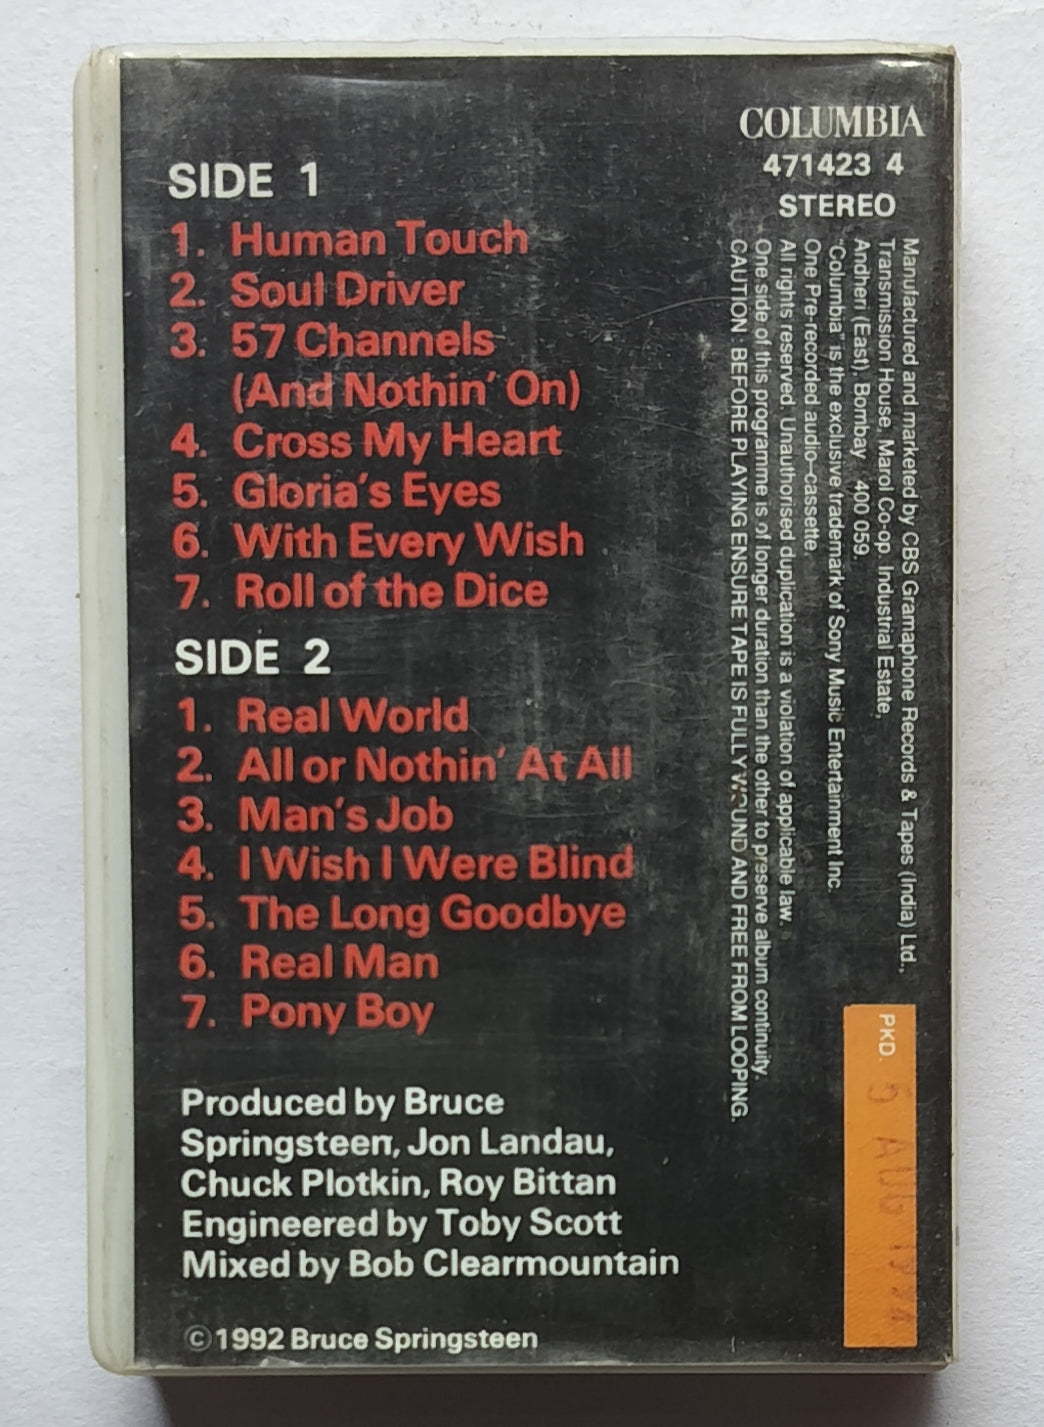 COLUMBIA
471423 4
STEREO
SIDE 1
1. Human Touch
2. Soul Driver
3. 57 Channels
(And Nothin' On)
4. Cross My Heart
5. Gloria's Eyes
6. With Every Wish
7. Roll of the Dice
SIDE 2
1. Real World
2. All or Nothin' At All
3. Man's Job
4. I Wish I Were Blind
5. The Long Goodbye
6. Real Man
7. Pony Boy
Produced by Bruce
Springsteen, Jon Landau,
Chuck Plotkin, Roy Bittan
Engineered by Toby Scott
Mixed by Bob Clearmountain
©1992 Bruce Springsteen
Manufactured and marketed by CBS Gramaphone Records & Tapes (India) Ltd.,
Transmission House, Marol Co-op. Industrial Estate,
Andheri (East), Bombay 400 059.
"Columbia" is the exclusive trademark of Sony Music Entertainment Inc.
One Pre-recorded audio-cassette.
All rights reserved. Unauthorised duplication is a violation of applicable law.
One side of this programme is of longer duration than the other to preserve album continuity.
CAUTION : BEFORE PLAYING ENSURE TAPE IS FULLY WOUND AND FREE FROM LOOPING.
PKD.
5 AUG